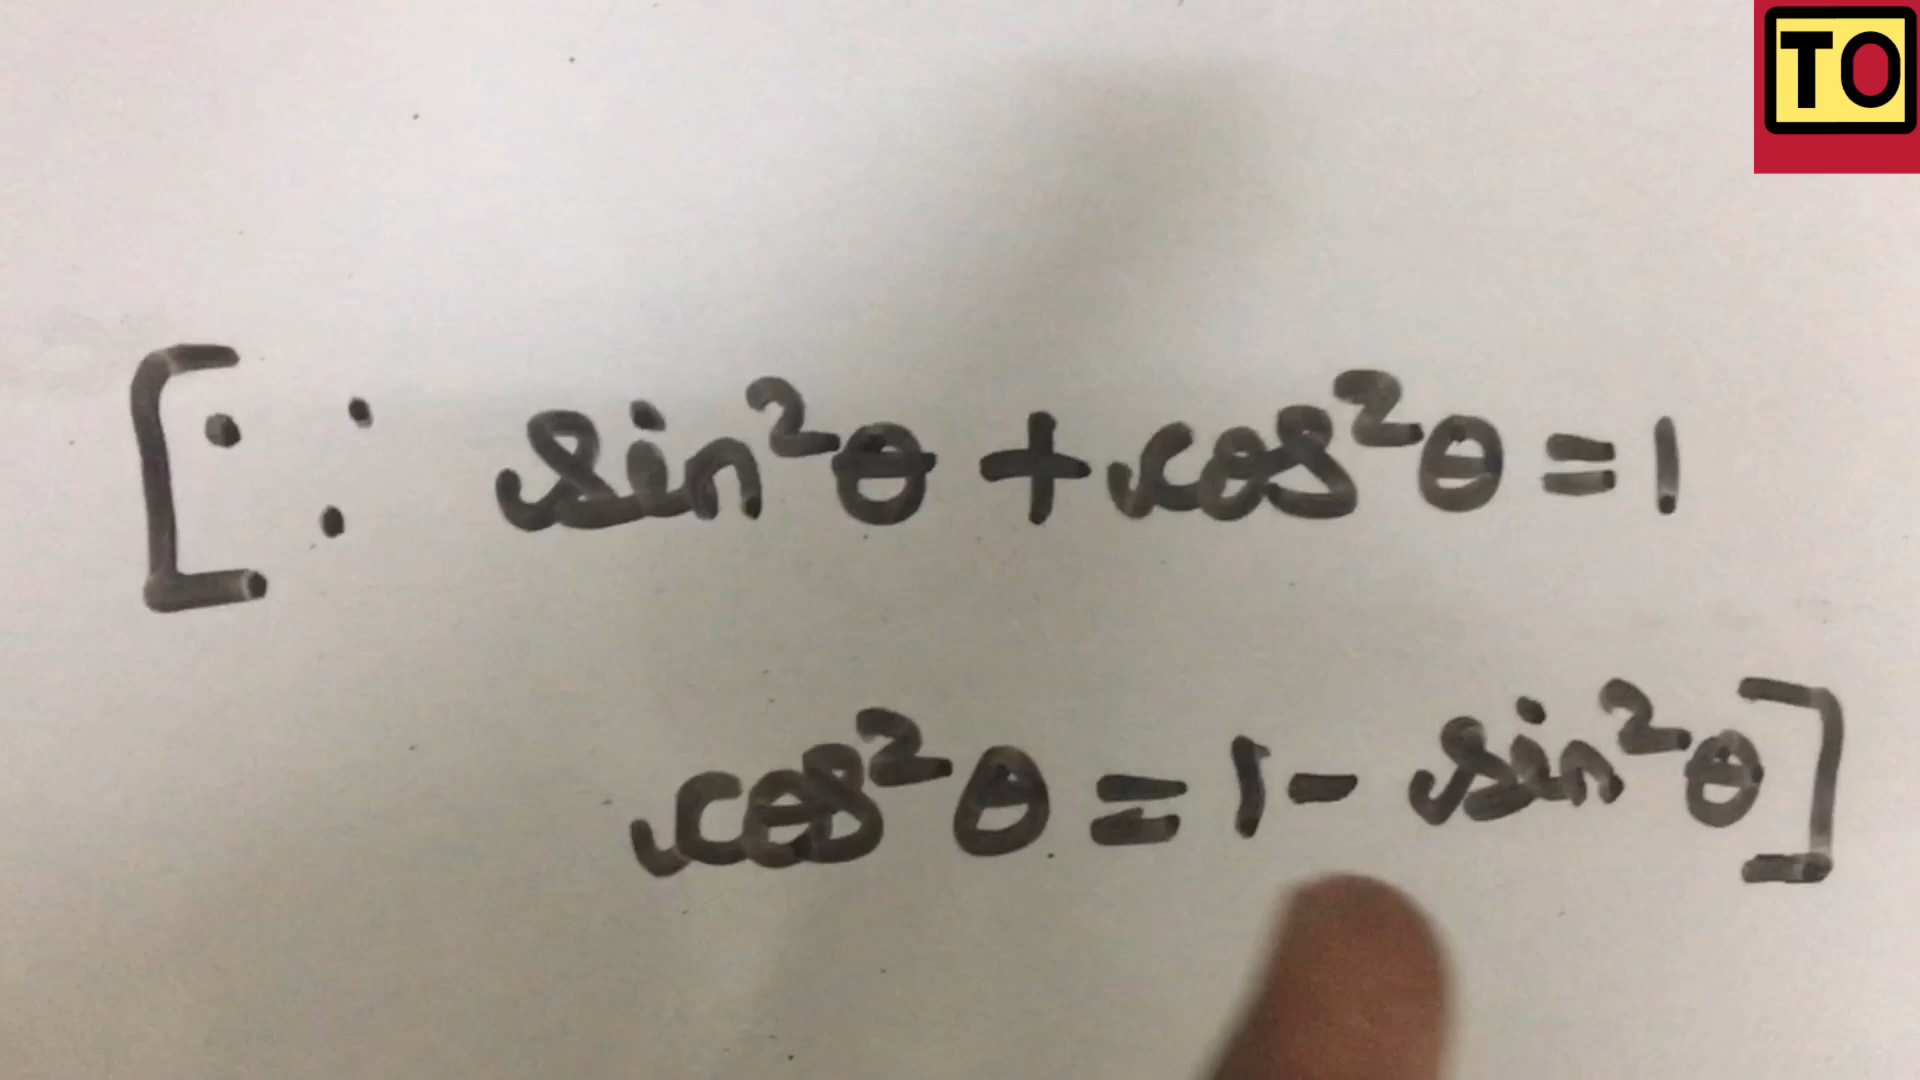 TO
[∵ sin²θ + cos²θ = 1
cos²θ = 1 - sin²θ]